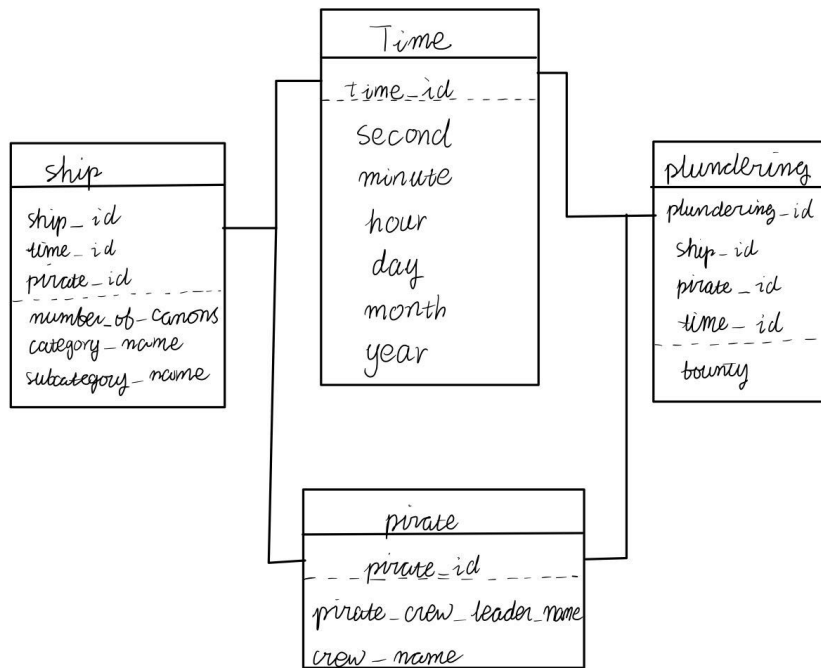 Time
time_id
second
minute
hour
day
month
year
ship
ship_id
time_id
pirate_id
number_of_canons
category_name
subcategory_name
plundering
plundering_id
ship_id
pirate_id
time_id
bounty
pirate
pirate_id
pirate_crew_leader_name
crew_name